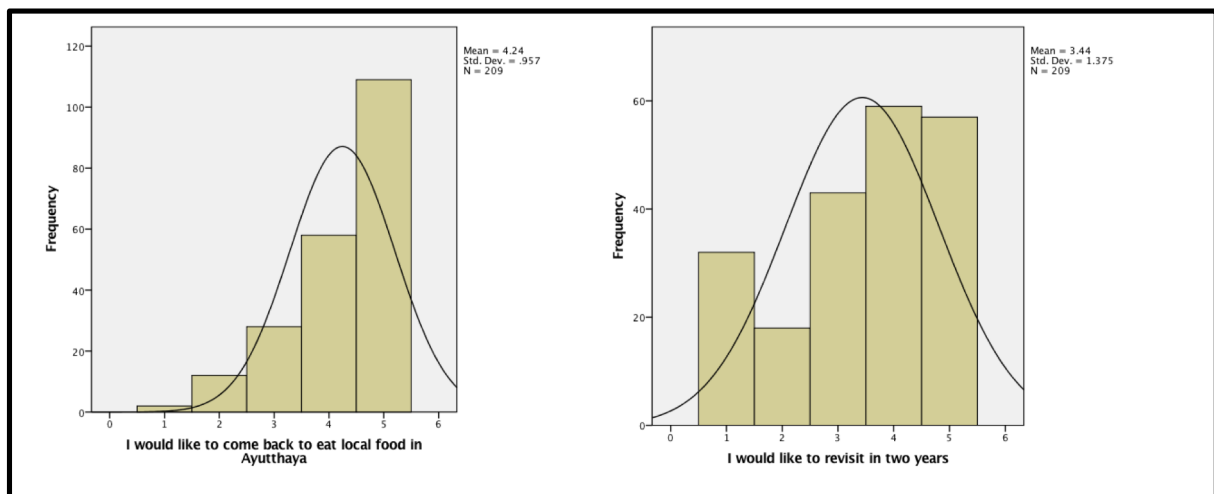 120
100
80
60
40
20
0
0 1 2 3 4 5 6
Frequency
I would like to come back to eat local food in
Ayutthaya
Mean = 4.24
Std. Dev. = .957
N = 209
60
40
20
0
0 1 2 3 4 5 6
Frequency
I would like to revisit in two years
Mean = 3.44
Std. Dev. = 1.375
N = 209